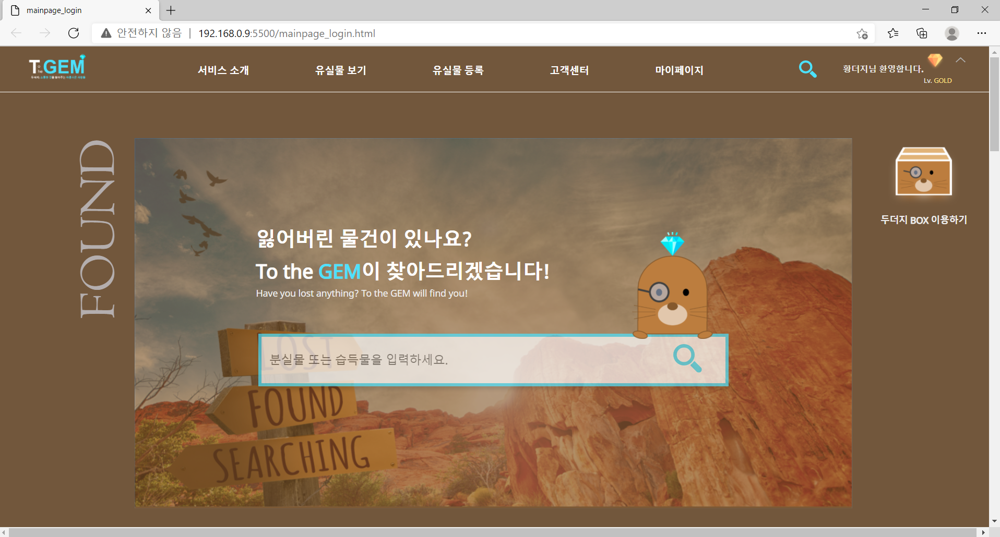 mainpage_login
안전하지 않음 | 192.168.0.9:5500/mainpage_login.html
To the GEM
서비스 소개
유실물 보기
유실물 등록
고객센터
마이페이지
황더지님 환영합니다.
Lv. GOLD
FOUND
두더지 BOX 이용하기
잃어버린 물건이 있나요?
To the GEM이 찾아드리겠습니다!
Have you lost anything? To the GEM will find you!
LOST
분실물 또는 습득물을 입력하세요.
FOUND
SEARCHING